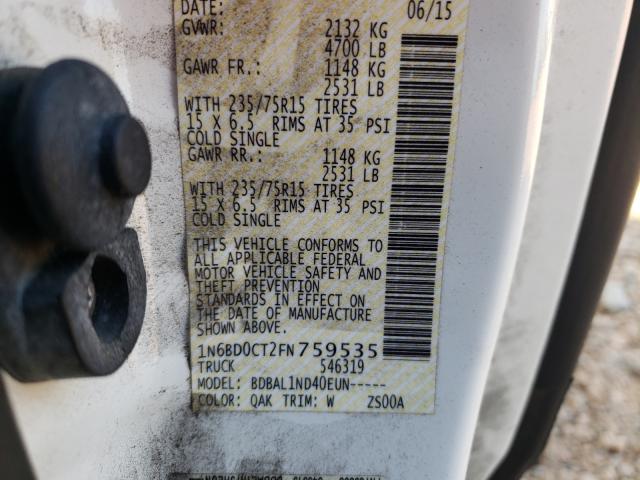 DATE: 06/15
GVWR: 2132 KG
4700 LB
GAWR FR.: 1148 KG
2531 LB
WITH 235/75R15 TIRES
15 X 6.5 RIMS AT 35 PSI
COLD SINGLE
GAWR RR.: 1148 KG
2531 LB
WITH 235/75R15 TIRES
15 X 6.5 RIMS AT 35 PSI
COLD SINGLE
THIS VEHICLE CONFORMS TO
ALL APPLICABLE FEDERAL
MOTOR VEHICLE SAFETY AND
THEFT PREVENTION
STANDARDS IN EFFECT ON
THE DATE OF MANUFACTURE
SHOWN ABOVE.
1N6BD0CT2FN759535
TRUCK 546319
MODEL: BDBAL1ND40EUN-----
COLOR: QAK TRIM: W ZS00A